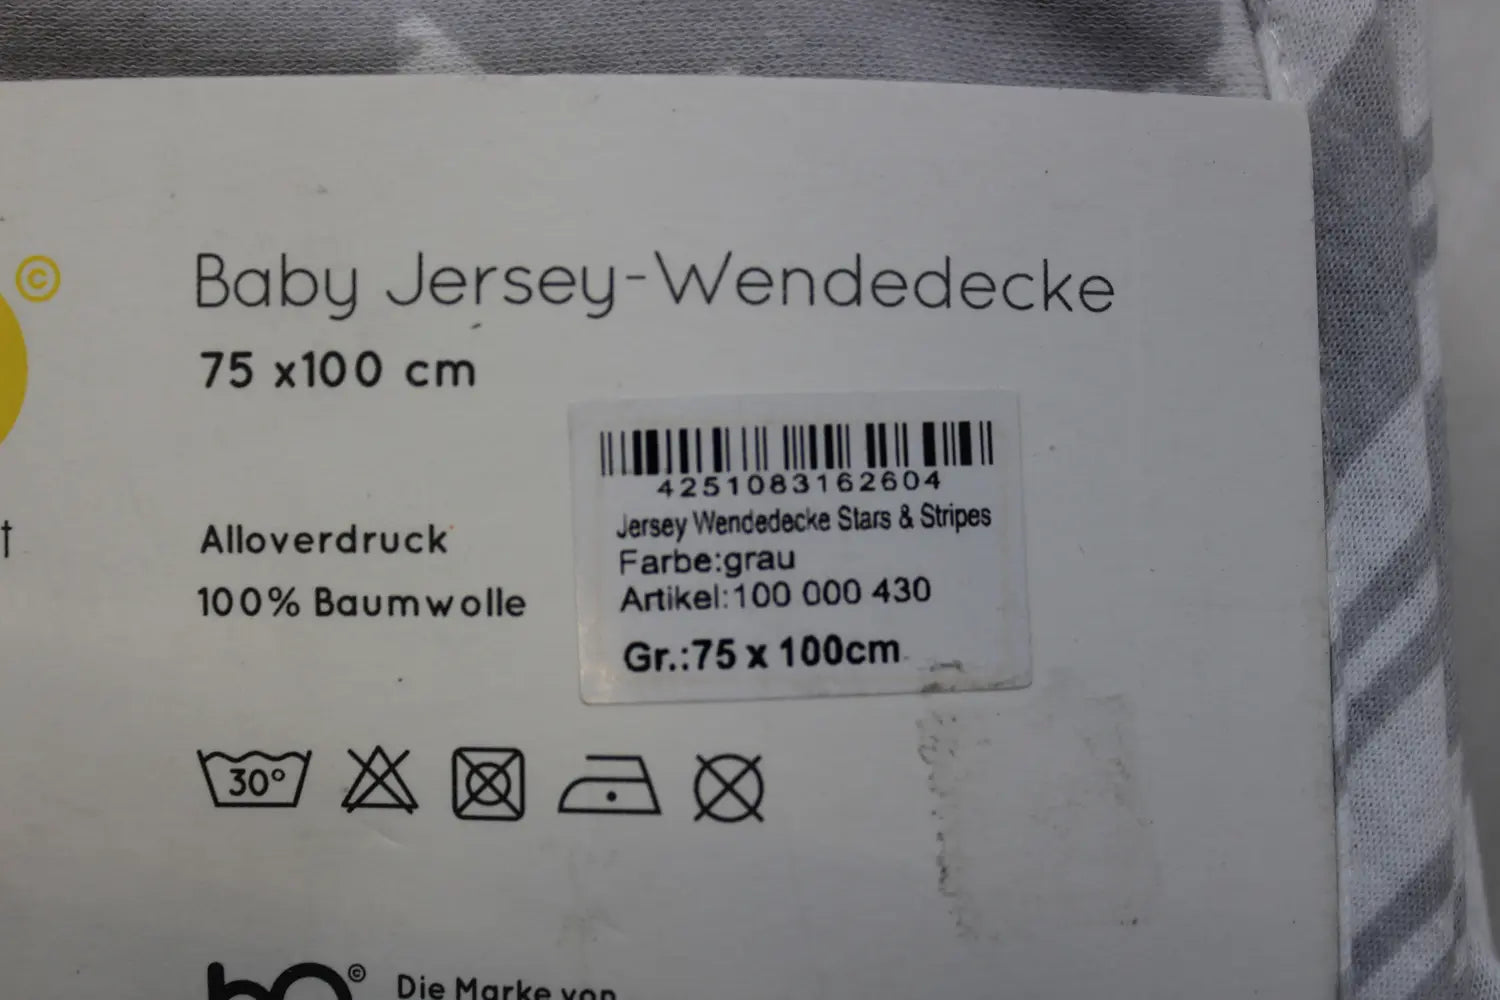 ©
Baby Jersey-Wendedecke
75 x100 cm
4251083162604
Jersey Wendedecke Stars & Stripes
Farbe:grau
Artikel:100 000 430
Gr.:75 x 100cm
t
Alloverdruck
100% Baumwolle
30°
©
Die Marke von